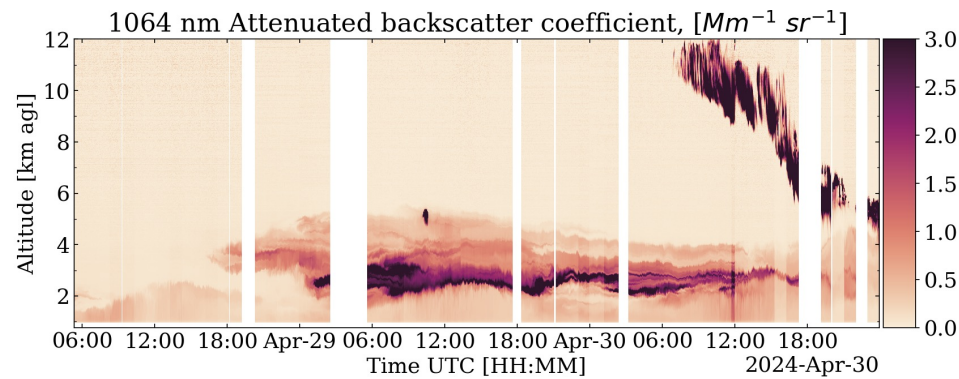 1064 nm Attenuated backscatter coefficient, [Mm⁻¹ sr⁻¹]
12
10
8
6
4
2
Altitude [km agl]
3.0
2.5
2.0
1.5
1.0
0.5
0.0
06:00 12:00 18:00 Apr-29 06:00 12:00 18:00 Apr-30 06:00 12:00 18:00
Time UTC [HH:MM]
2024-Apr-30